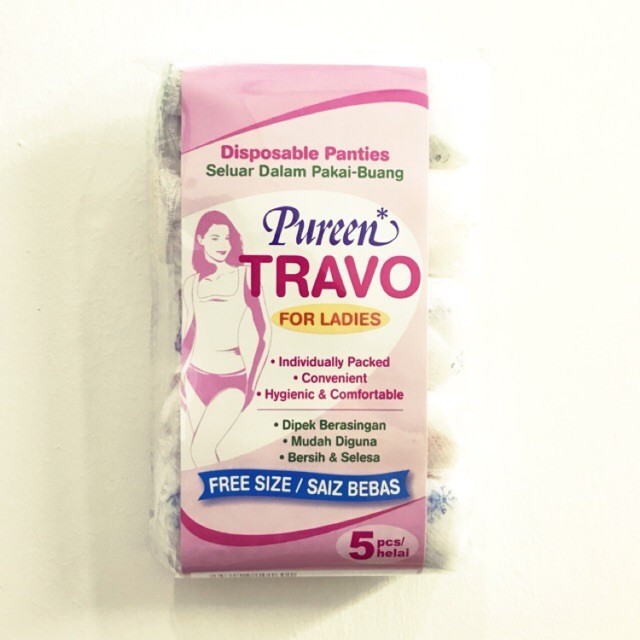 Disposable Panties
Seluar Dalam Pakai-Buang
Pureen*
TRAVO
FOR LADIES
• Individually Packed
• Convenient
• Hygienic & Comfortable
• Dipek Berasingan
• Mudah Diguna
• Bersih & Selesa
FREE SIZE / SAIZ BEBAS
5 pcs/
helai